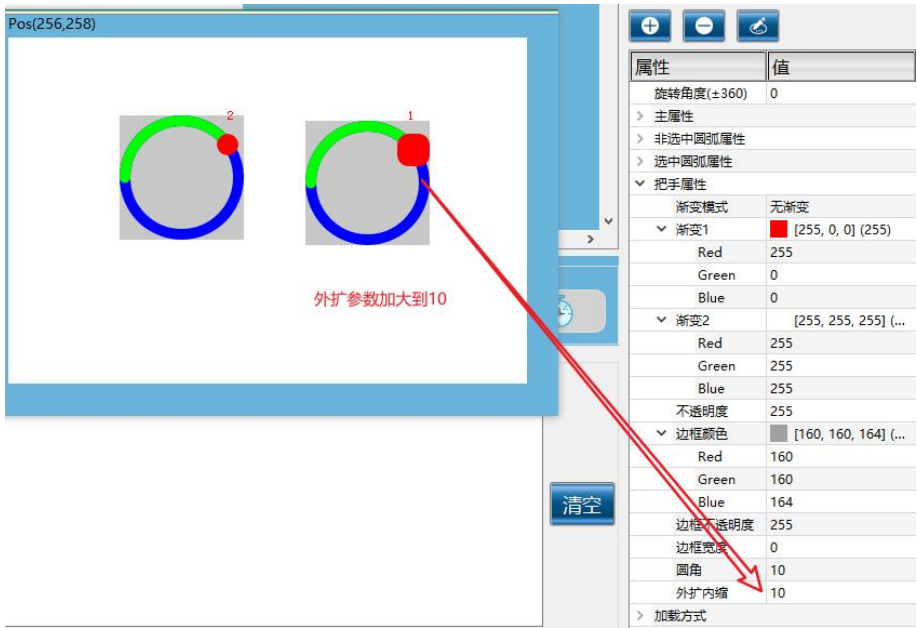 Pos(256,258)
2
1
外扩参数加大到10
清空
属性 值
旋转角度(±360) 0
主属性
非选中圆弧属性
选中圆弧属性
把手属性
渐变模式 无渐变
渐变1 [255, 0, 0] (255)
Red 255
Green 0
Blue 0
渐变2 [255, 255, 255] (...
Red 255
Green 255
Blue 255
不透明度 255
边框颜色 [160, 160, 164] (...
Red 160
Green 160
Blue 164
边框不透明度 255
边框宽度 0
圆角 10
外扩内缩 10
加载方式